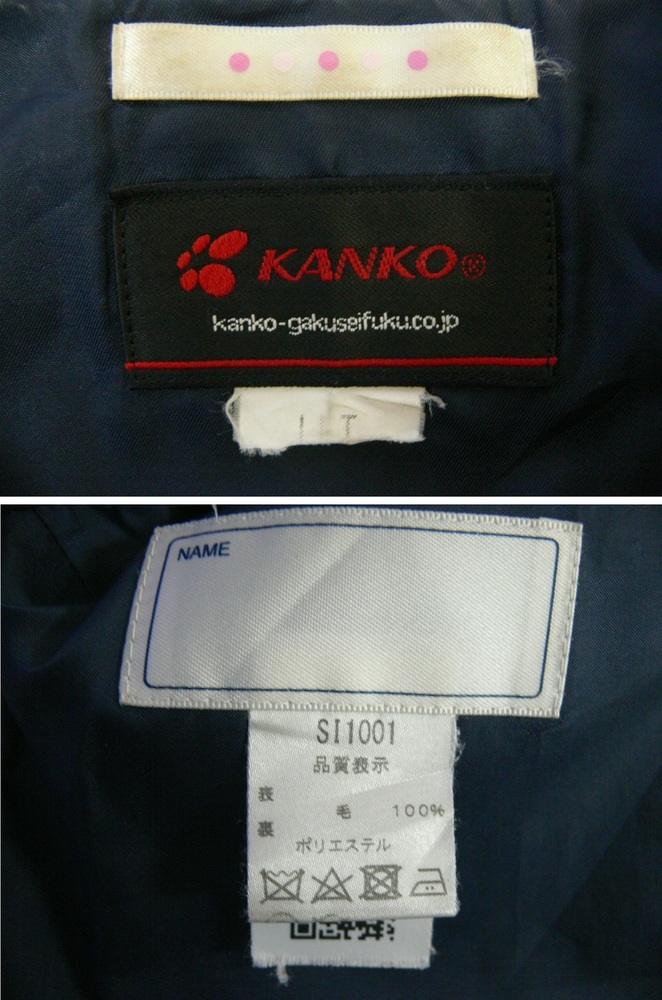 KANKO®
kanko-gakuseifuku.co.jp
NAME
SI1001
品質表示
表
毛 100%
裏
ポリエステル